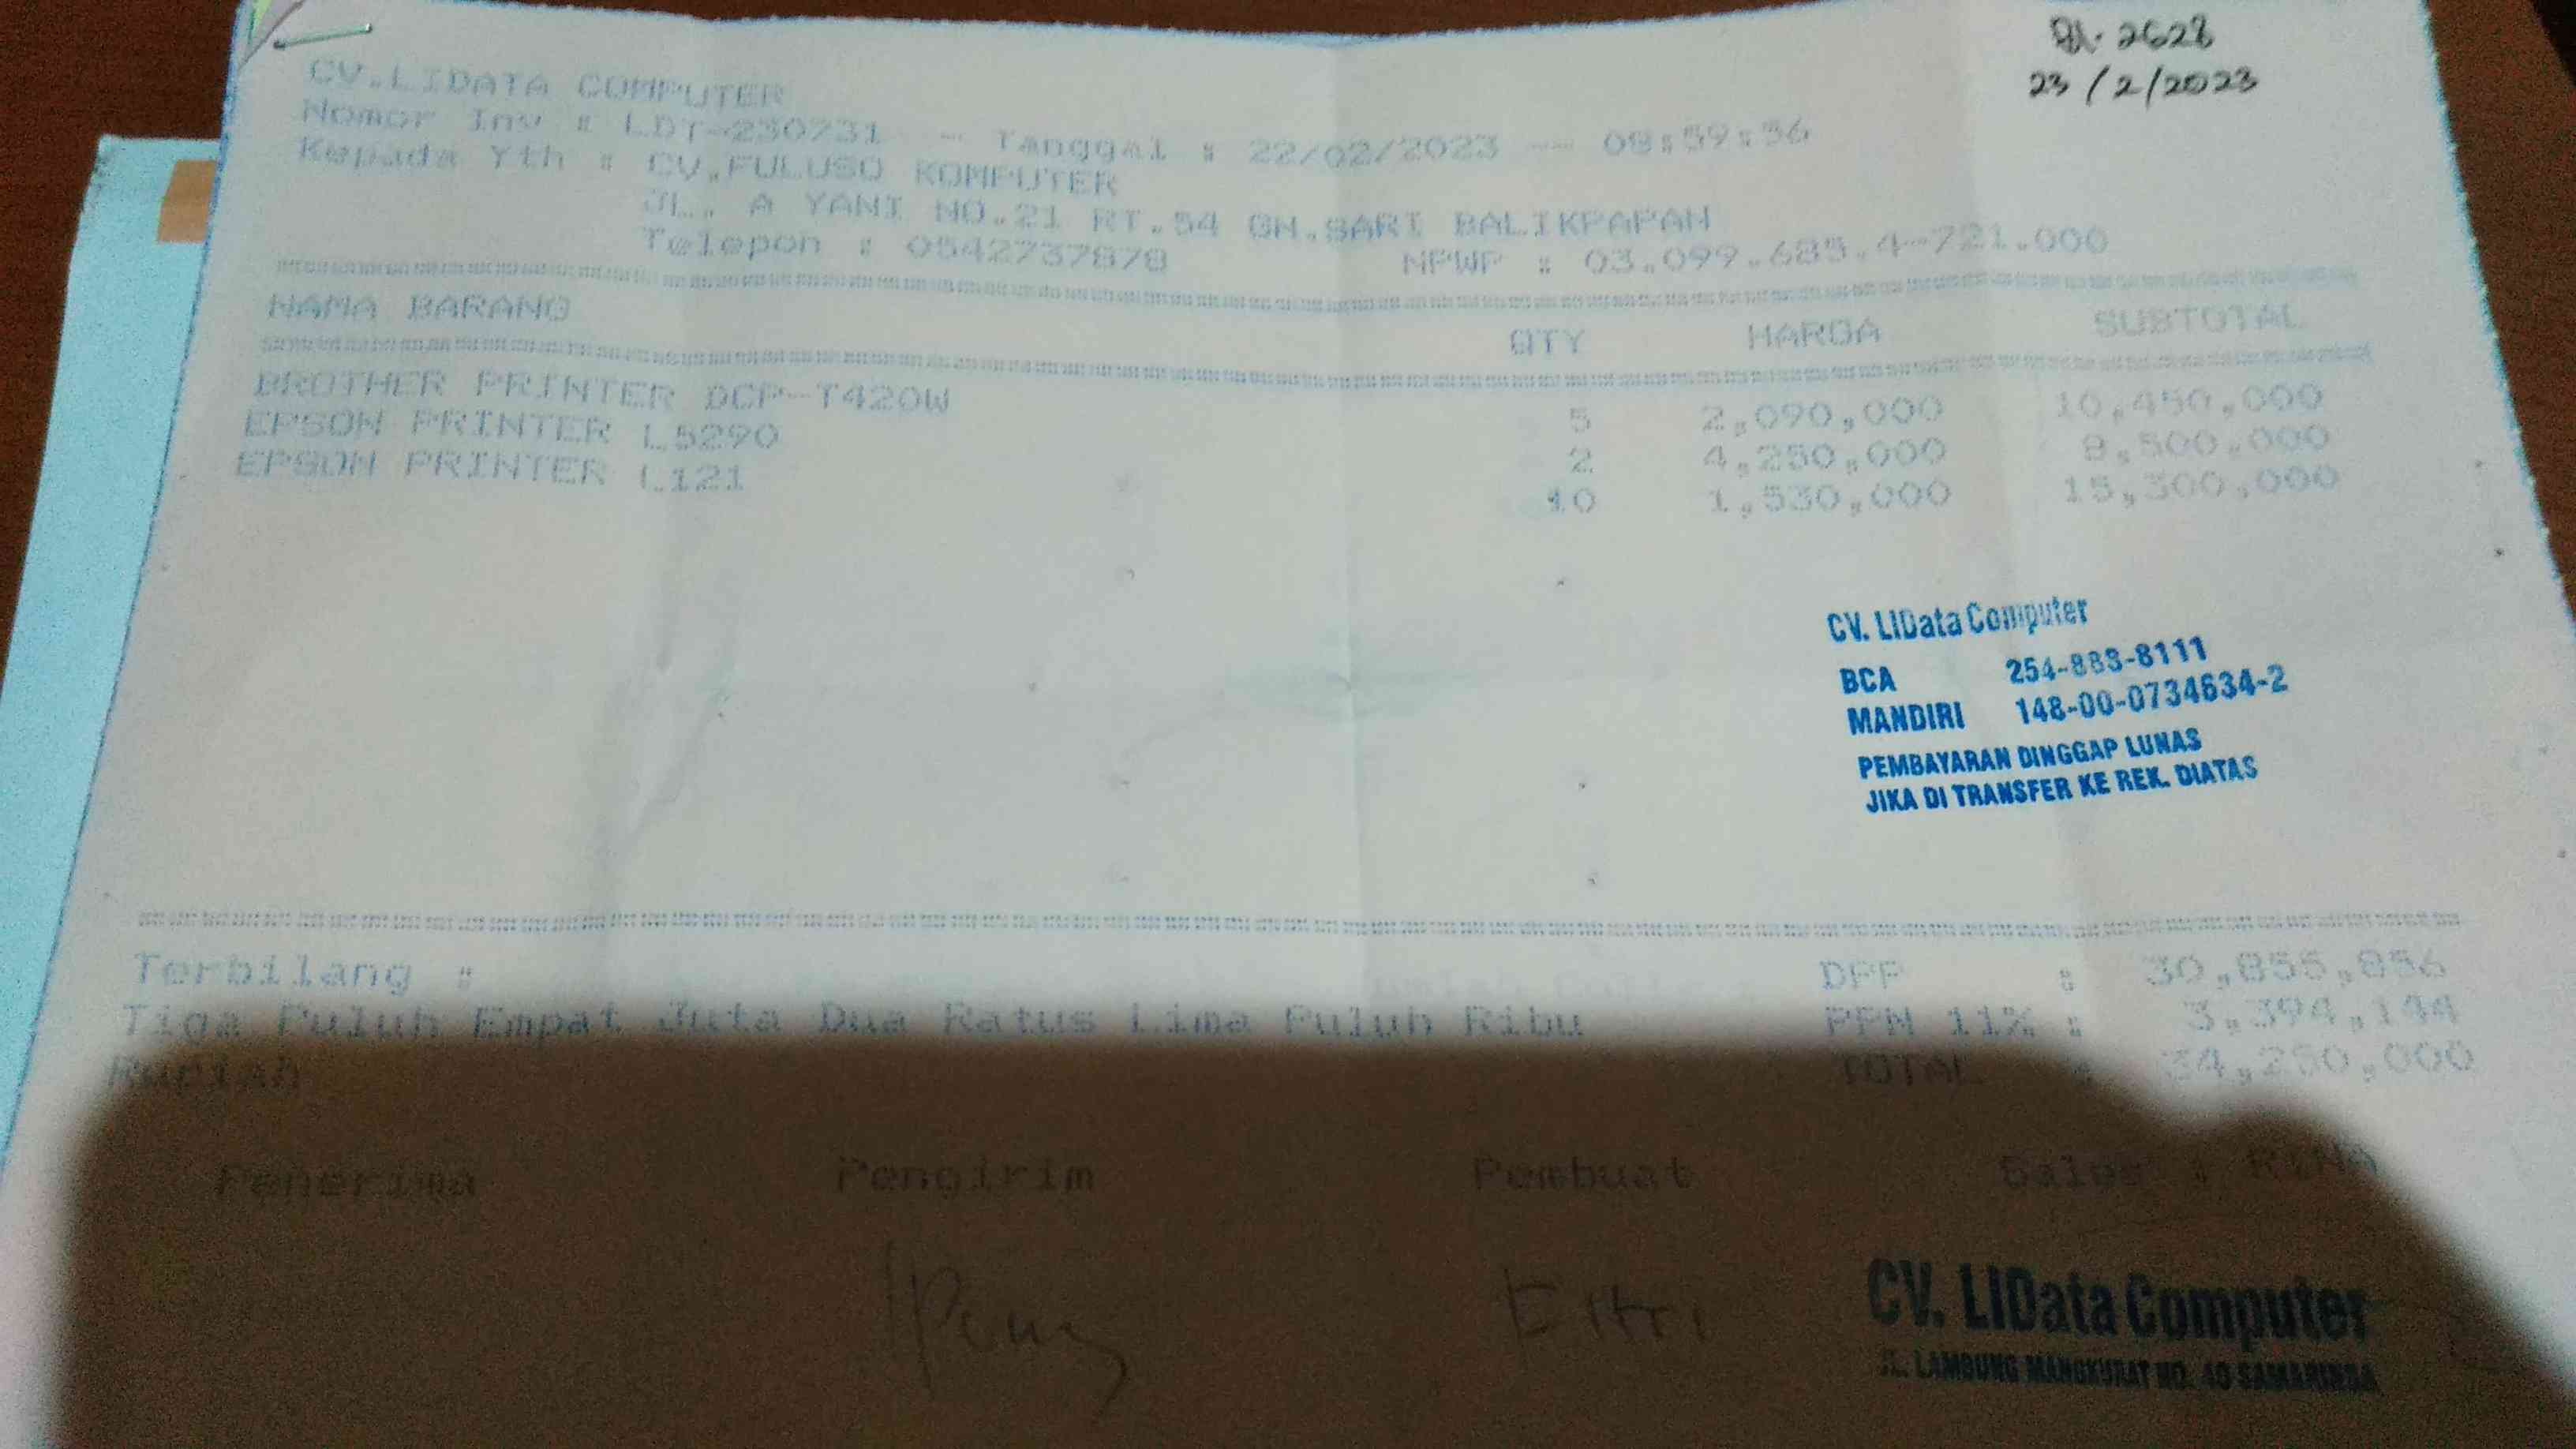 23/2/2023
CV.LIDATA COMPUTER
Nomor Inv : LDT-230731 - Tanggal : 22/02/2023 -- 08:59:56
Kepada Yth : CV.FULUSO KOMPUTER
JL. A YANI NO.21 RT.54 GN.SARI BALIKPAPAN
Telepon : 0542737878 NPWP : 03.099.685.4-721.000
NAMA BARANG QTY HARGA SUBTOTAL
BROTHER PRINTER DCP-T420W 5 2,090,000 10,450,000
EPSON PRINTER L5290 2 4,250,000 8,500,000
EPSON PRINTER L121 10 1,530,000 15,300,000
CV. LIData Computer
BCA 254-883-8111
MANDIRI 148-00-0734634-2
PEMBAYARAN DINGGAP LUNAS
JIKA DI TRANSFER KE REK. DIATAS
Terbilang : DPP : 30,855,856
Tiga Puluh Empat Juta Dua Ratus Lima Puluh Ribu PPN 11% : 3,394,144
Rupiah TOTAL : 34,250,000
Penerima Pengirim Pembuat Sales : RINA
Fitri
CV. LIData Computer
JL. LAMBUNG MANGKURAT NO. 40 SAMARINDA